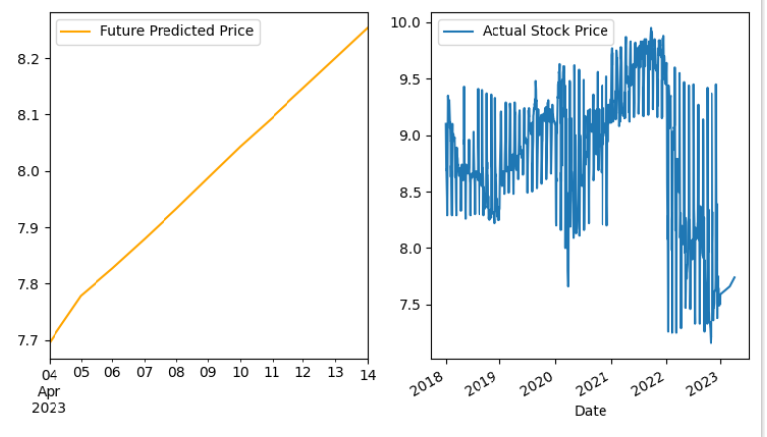 Future Predicted Price
8.2
8.1
8.0
7.9
7.8
7.7
04 05 06 07 08 09 10 11 12 13 14
Apr
2023
Actual Stock Price
10.0
9.5
9.0
8.5
8.0
7.5
2018 2019 2020 2021 2022 2023
Date